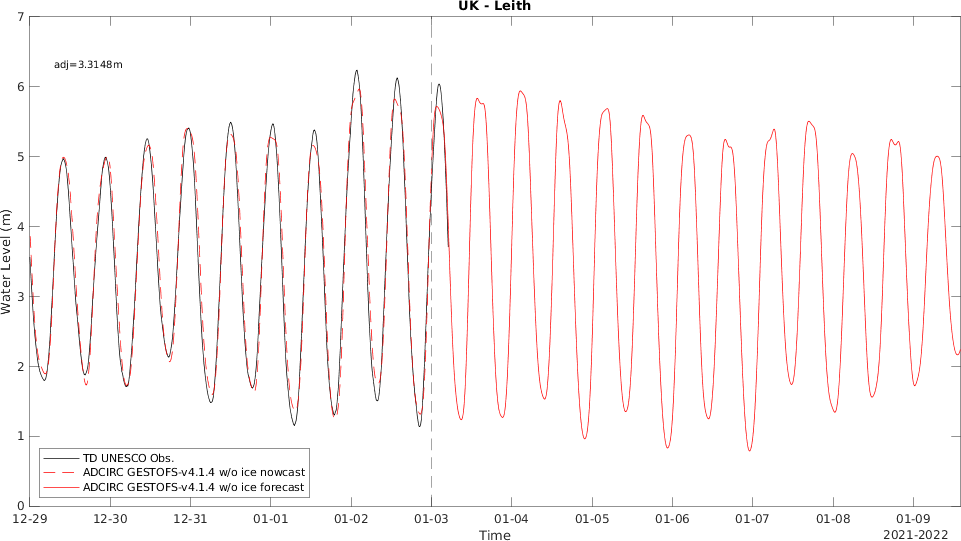 UK - Leith
7
adj=3.3148m
6
5
4
Water Level (m)
3
2
1
0
TD UNESCO Obs.
ADCIRC GESTOFS-v4.1.4 w/o ice nowcast
ADCIRC GESTOFS-v4.1.4 w/o ice forecast
12-29 12-30 12-31 01-01 01-02 01-03 01-04 01-05 01-06 01-07 01-08 01-09
Time
2021-2022